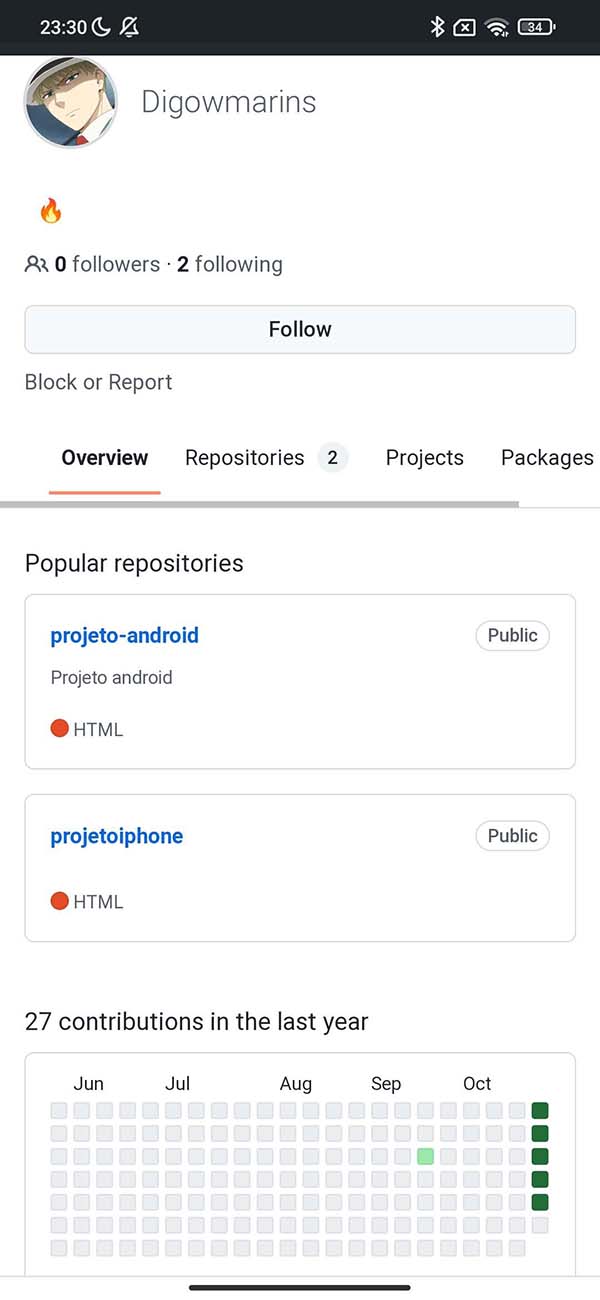 23:30 34
Digowmarins
🔥
0 followers · 2 following
Follow
Block or Report
Overview Repositories 2 Projects Packages
Popular repositories
projeto-android Public
Projeto android
HTML
projetoiphone Public
HTML
27 contributions in the last year
Jun Jul Aug Sep Oct